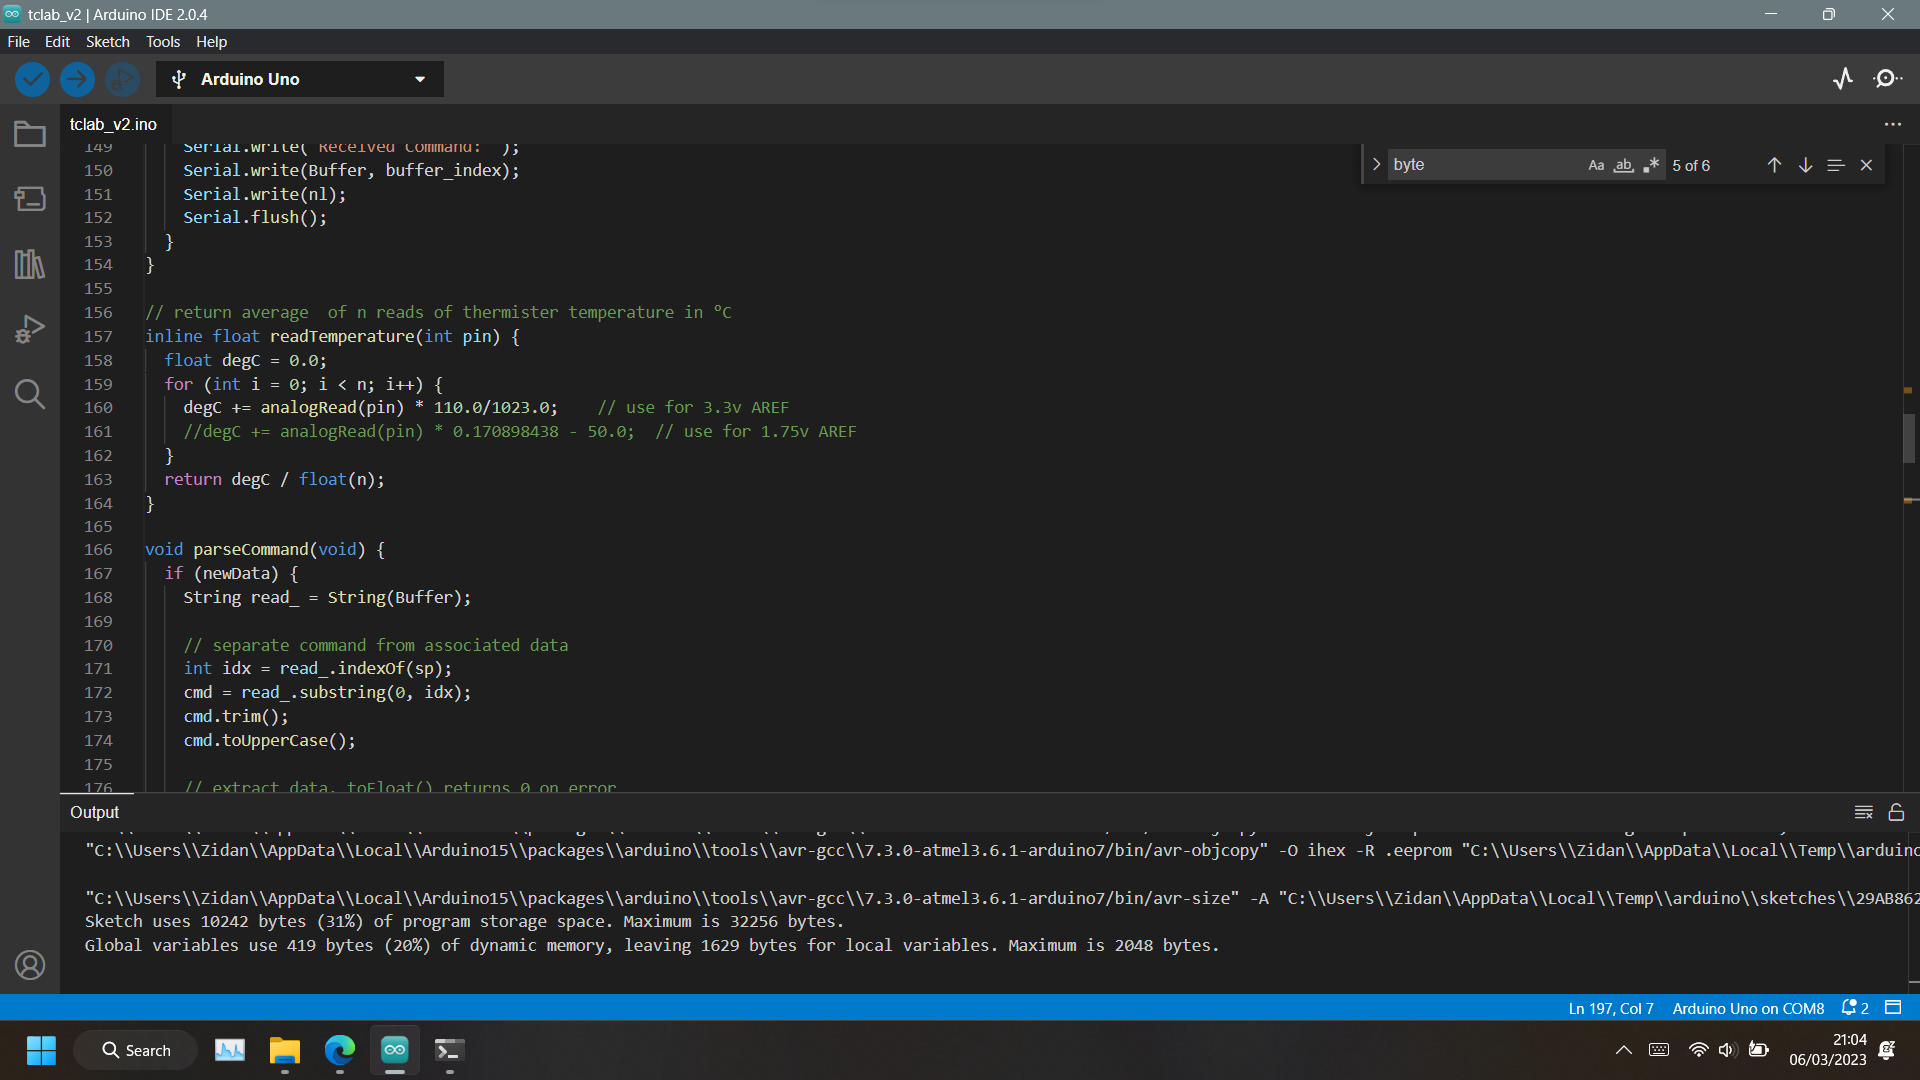 tclab_v2 | Arduino IDE 2.0.4
File Edit Sketch Tools Help
Arduino Uno
tclab_v2.ino
byte Aa ab 5 of 6
149 Serial.write("Received Command: ");
150 Serial.write(Buffer, buffer_index);
151 Serial.write(nl);
152 Serial.flush();
153 }
154 }
155
156 // return average  of n reads of thermister temperature in °C
157 inline float readTemperature(int pin) {
158 float degC = 0.0;
159 for (int i = 0; i < n; i++) {
160 degC += analogRead(pin) * 110.0/1023.0;    // use for 3.3v AREF
161 //degC += analogRead(pin) * 0.170898438 - 50.0;  // use for 1.75v AREF
162 }
163 return degC / float(n);
164 }
165
166 void parseCommand(void) {
167 if (newData) {
168 String read_ = String(Buffer);
169
170 // separate command from associated data
171 int idx = read_.indexOf(sp);
172 cmd = read_.substring(0, idx);
173 cmd.trim();
174 cmd.toUpperCase();
175
176 // extract data. toFloat() returns 0 on error
Output
"C:\\Users\\Zidan\\AppData\\Local\\Arduino15\\packages\\arduino\\tools\\avr-gcc\\7.3.0-atmel3.6.1-arduino7/bin/avr-objcopy" -O ihex -R .eeprom "C:\\Users\\Zidan\\AppData\\Local\\Temp\\arduino
"C:\\Users\\Zidan\\AppData\\Local\\Arduino15\\packages\\arduino\\tools\\avr-gcc\\7.3.0-atmel3.6.1-arduino7/bin/avr-size" -A "C:\\Users\\Zidan\\AppData\\Local\\Temp\\arduino\\sketches\\29AB862
Sketch uses 10242 bytes (31%) of program storage space. Maximum is 32256 bytes.
Global variables use 419 bytes (20%) of dynamic memory, leaving 1629 bytes for local variables. Maximum is 2048 bytes.
Ln 197, Col 7 Arduino Uno on COM8 2
Search
21:04
06/03/2023